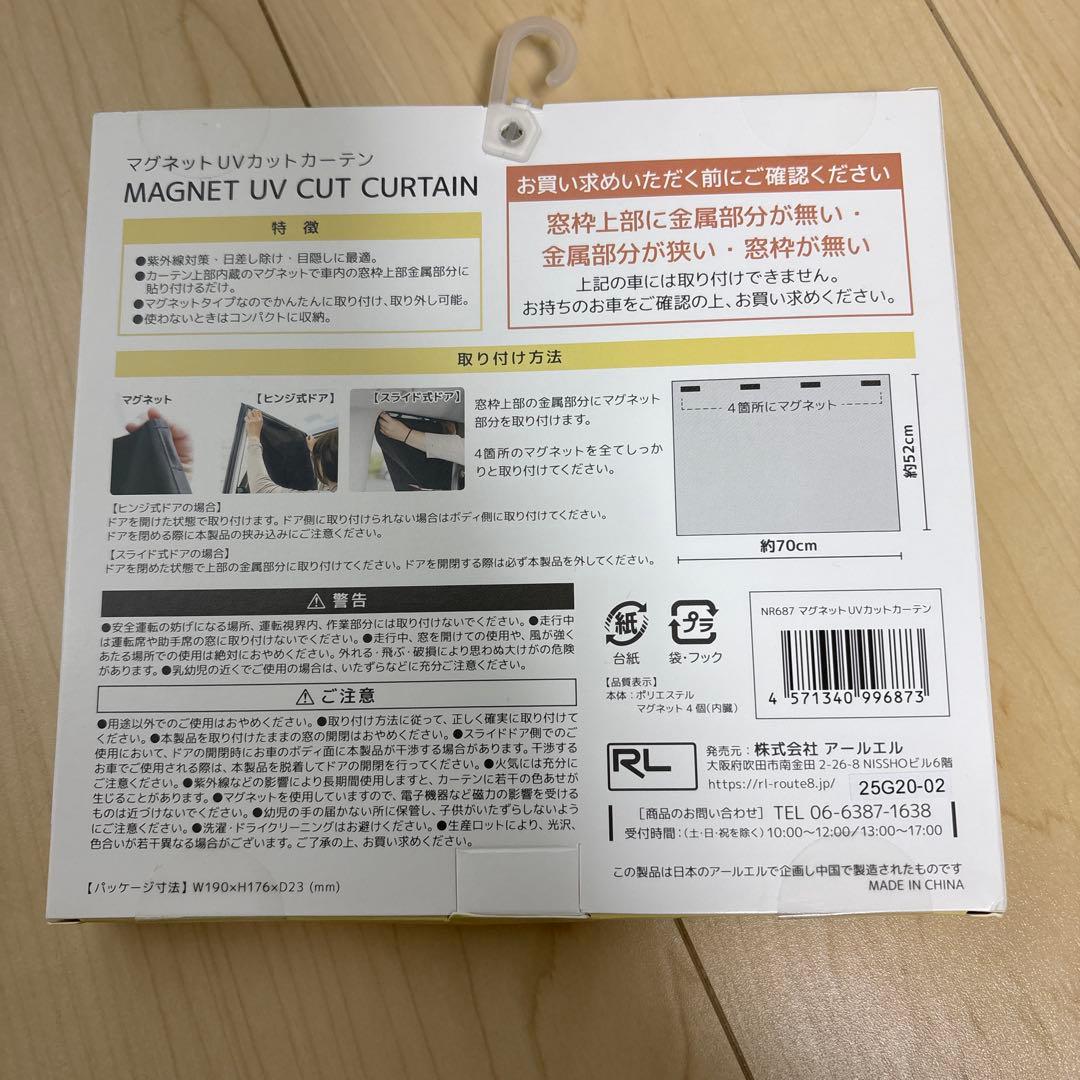 マグネットUVカットカーテン
MAGNET UV CUT CURTAIN
特 徴
●紫外線対策・日差し除け・目隠しに最適。
●カーテン上部内蔵のマグネットで車内の窓枠上部金属部分に
貼り付けるだけ。
●マグネットタイプなのでかんたんに取り付け、取り外し可能。
●使わないときはコンパクトに収納。
お買い求めいただく前にご確認ください
窓枠上部に金属部分が無い・
金属部分が狭い・窓枠が無い
上記の車には取り付けできません。
お持ちのお車をご確認の上、お買い求めください。
取り付け方法
マグネット
【ヒンジ式ドア】
【スライド式ドア】
窓枠上部の金属部分にマグネット
部分を取り付けます。
4箇所のマグネットを全てしっか
りと取り付けてください。
4箇所にマグネット
約52cm
約70cm
【ヒンジ式ドアの場合】
ドアを開けた状態で取り付けます。ドア側に取り付けられない場合はボディ側に取り付けてください。
ドアを閉める際に本製品の挟み込みにご注意ください。
【スライド式ドアの場合】
ドアを閉めた状態で上部の金属部分に取り付けてください。ドアを開閉する際は必ず本製品を外してください。
⚠ 警告
●安全運転の妨げになる場所、運転視界内、作業部分には取り付けないでください。●走行中
は運転席や助手席の窓に取り付けないでください。●走行中、窓を開けての使用や、風が強く
あたる場所での使用は絶対におやめください。外れる・飛ぶ・破損により思わぬ大けがの危険
があります。●乳幼児の近くでご使用の場合は、いたずらなどに充分ご注意ください。
⚠ ご注意
●用途以外でのご使用はおやめください。●取り付け方法に従って、正しく確実に取り付けて
ください。●本製品を取り付けたままの窓の開閉はおやめください。●スライドドア側でのご
使用において、ドアの開閉時にお車のボディ面に本製品が干渉する場合があります。干渉する
お車でご使用される際は、本製品を脱着してドアの開閉を行ってください。●火気には充分に
ご注意ください。●紫外線などの影響により長期間使用しますと、カーテンに若干の色あせが
生じることがあります。●マグネットを使用していますので、電子機器など磁力の影響を受ける
ものは近づけないでください。●幼児の手の届かない所に保管し、子供がいたずらしないよう
にご注意ください。●洗濯・ドライクリーニングはお避けください。●生産ロットにより、光沢、
色合いが若干異なる場合がございます。ご了承の上、お買い求めください。
【パッケージ寸法】W190×H176×D23 (mm)
紙
台紙
プラ
袋・フック
【品質表示】
本体：ポリエステル
マグネット4個(内臓)
NR687 マグネットUVカットカーテン
4 571340 996873
RL
発売元：株式会社 アールエル
大阪府吹田市南金田 2-26-8 NISSHOビル6階
https://rl-route8.jp/
25G20-02
［商品のお問い合わせ］ TEL 06-6387-1638
受付時間：（土・日・祝を除く）10:00〜12:00/13:00〜17:00
この製品は日本のアールエルで企画し中国で製造されたものです
MADE IN CHINA